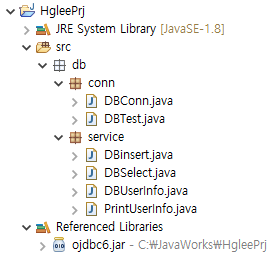 HgleePrj
JRE System Library [JavaSE-1.8]
src
db
conn
DBConn.java
DBTest.java
service
DBinsert.java
DBSelect.java
DBUserInfo.java
PrintUserInfo.java
Referenced Libraries
ojdbc6.jar - C:₩JavaWorks₩HgleePrj